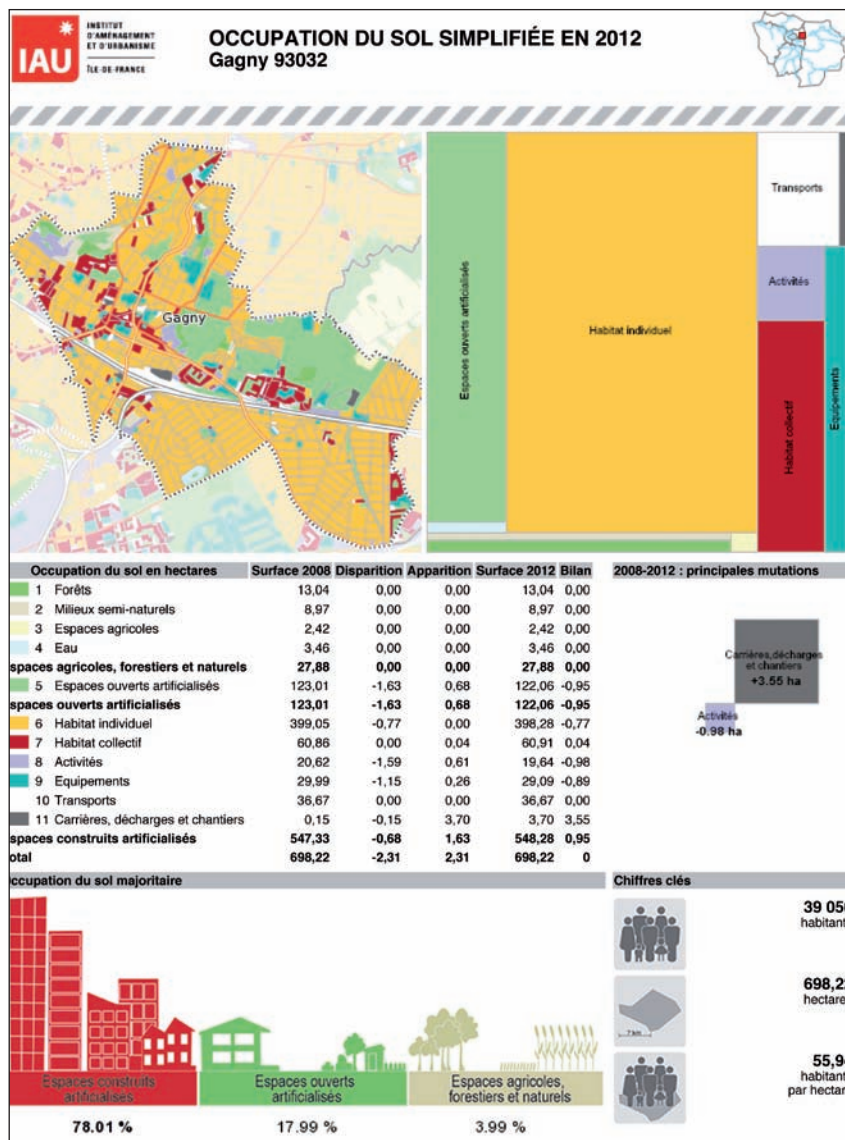 IAU
INSTITUT
D'AMÉNAGEMENT
ET D'URBANISME
ÎLE-DE-FRANCE
OCCUPATION DU SOL SIMPLIFIÉE EN 2012
Gagny 93032
Gagny
Espaces ouverts artificialisés
Habitat individuel
Transports
Activités
Habitat collectif
Equipements
Occupation du sol en hectares Surface 2008 Disparition Apparition Surface 2012 Bilan
1 Forêts 13,04 0,00 0,00 13,04 0,00
2 Milieux semi-naturels 8,97 0,00 0,00 8,97 0,00
3 Espaces agricoles 2,42 0,00 0,00 2,42 0,00
4 Eau 3,46 0,00 0,00 3,46 0,00
spaces agricoles, forestiers et naturels 27,88 0,00 0,00 27,88 0,00
5 Espaces ouverts artificialisés 123,01 -1,63 0,68 122,06 -0,95
spaces ouverts artificialisés 123,01 -1,63 0,68 122,06 -0,95
6 Habitat individuel 399,05 -0,77 0,00 398,28 -0,77
7 Habitat collectif 60,86 0,00 0,04 60,91 0,04
8 Activités 20,62 -1,59 0,61 19,64 -0,98
9 Equipements 29,99 -1,15 0,26 29,09 -0,89
10 Transports 36,67 0,00 0,00 36,67 0,00
11 Carrières, décharges et chantiers 0,15 -0,15 3,70 3,70 3,55
spaces construits artificialisés 547,33 -0,68 1,63 548,28 0,95
otal 698,22 -2,31 2,31 698,22 0
2008-2012 : principales mutations
Carrières, décharges
et chantiers
+3.55 ha
Activités
-0.98 ha
Occupation du sol majoritaire
Espaces construits
artificialisés
78.01 %
Espaces ouverts
artificialisés
17.99 %
Espaces agricoles,
forestiers et naturels
3.99 %
Chiffres clés
39 05
habitant
698,22
hectare
? km
55,9
habitant
par hectar